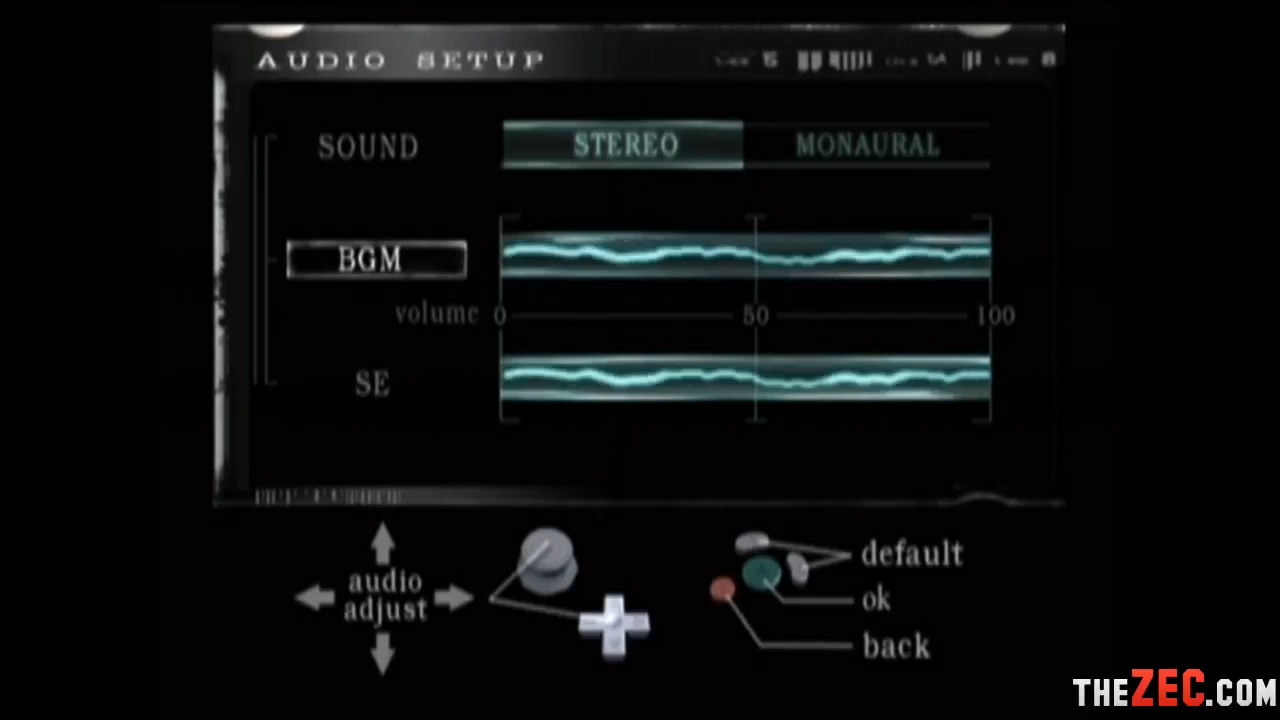 AUDIO SETUP
SOUND STEREO MONAURAL
BGM
volume 0 50 100
SE
audio
adjust
default
ok
back
THEZEC.COM